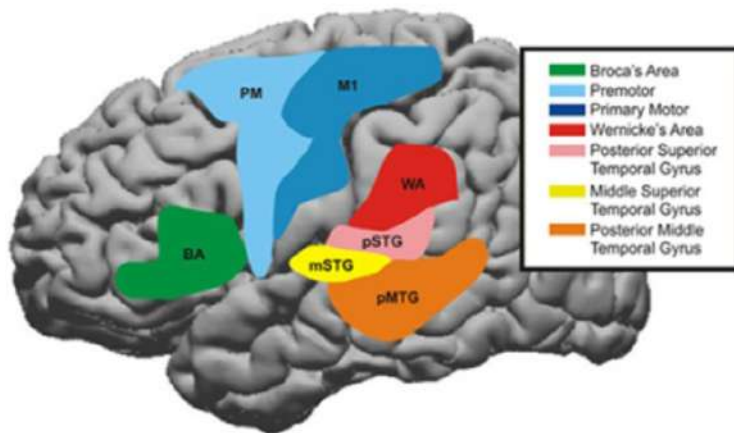 PM
M1
WA
BA
pSTG
mSTG
pMTG
Broca's Area
Premotor
Primary Motor
Wernicke's Area
Posterior Superior
Temporal Gyrus
Middle Superior
Temporal Gyrus
Posterior Middle
Temporal Gyrus